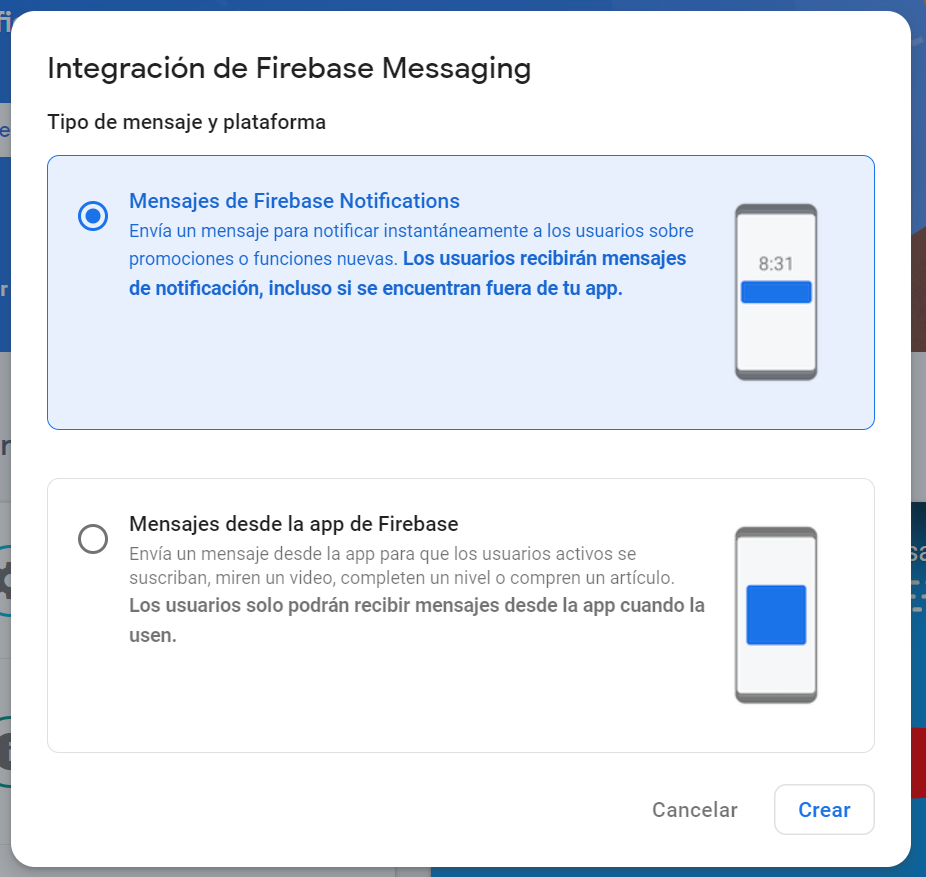 Integración de Firebase Messaging
Tipo de mensaje y plataforma
Mensajes de Firebase Notifications
Envía un mensaje para notificar instantáneamente a los usuarios sobre
promociones o funciones nuevas. Los usuarios recibirán mensajes
de notificación, incluso si se encuentran fuera de tu app.
8:31
Mensajes desde la app de Firebase
Envía un mensaje desde la app para que los usuarios activos se
suscriban, miren un video, completen un nivel o compren un artículo.
Los usuarios solo podrán recibir mensajes desde la app cuando la
usen.
Cancelar
Crear